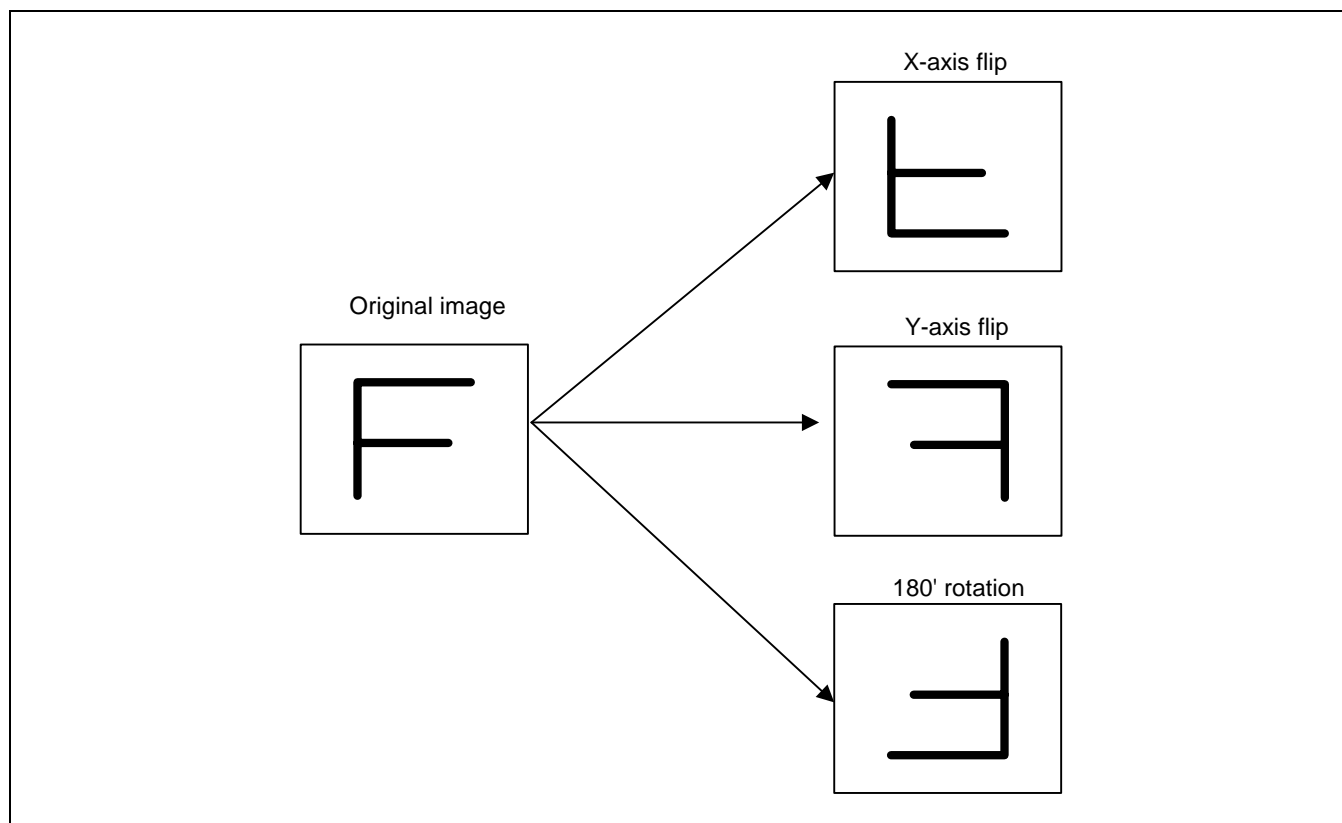 X-axis flip
Original image
F
Y-axis flip
180' rotation